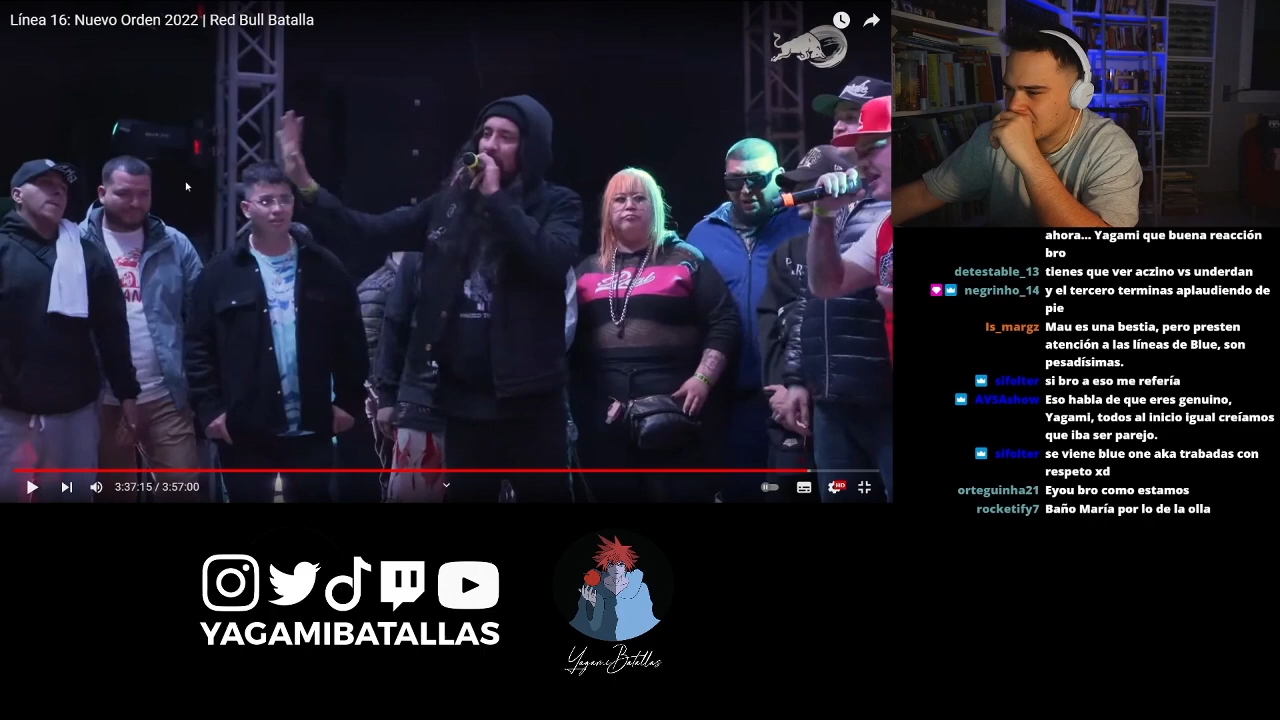 Línea 16: Nuevo Orden 2022 | Red Bull Batalla
3:37:15 / 3:57:00
HD
ahora... Yagami que buena reacción
bro
detestable_13 tienes que ver aczino vs underdan
negrinho_14 y el tercero terminas aplaudiendo de
pie
ls_margz Mau es una bestia, pero presten
atención a las líneas de Blue, son
pesadísimas.
sifolter si bro a eso me refería
AVSAshow Eso habla de que eres genuino,
Yagami, todos al inicio igual creíamos
que iba ser parejo.
sifolter se viene blue one aka trabadas con
respeto xd
orteguinha21 Eyou bro como estamos
rocketify7 Baño María por lo de la olla
YAGAMIBATALLAS
YagamiBatallas